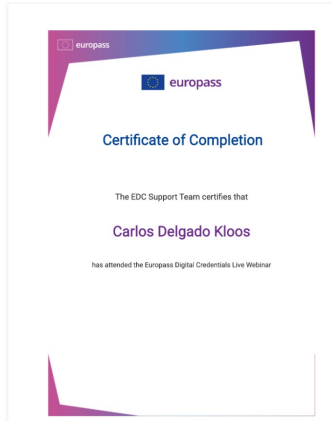 europass
europass
Certificate of Completion
The EDC Support Team certifies that
Carlos Delgado Kloos
has attended the Europass Digital Credentials Live Webinar